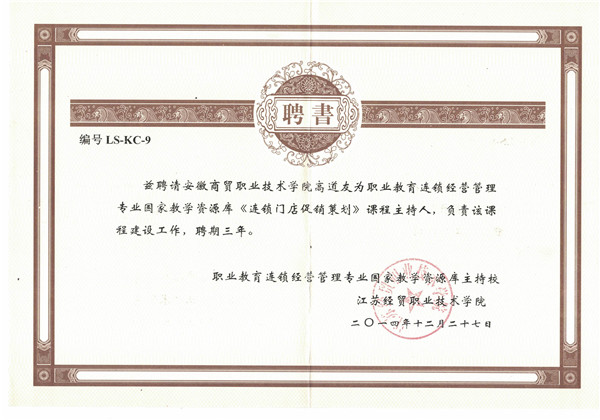 聘書
编号 LS-KC-9
兹聘请安徽商贸职业技术学院高道友为职业教育连锁经营管理
专业国家教学资源库《连锁门店促销策划》课程主持人，负责该课
程建设工作，聘期三年。
职业教育连锁经营管理专业国家教学资源库主持校
江苏经贸职业技术学院
二〇一四年十二月二十七日